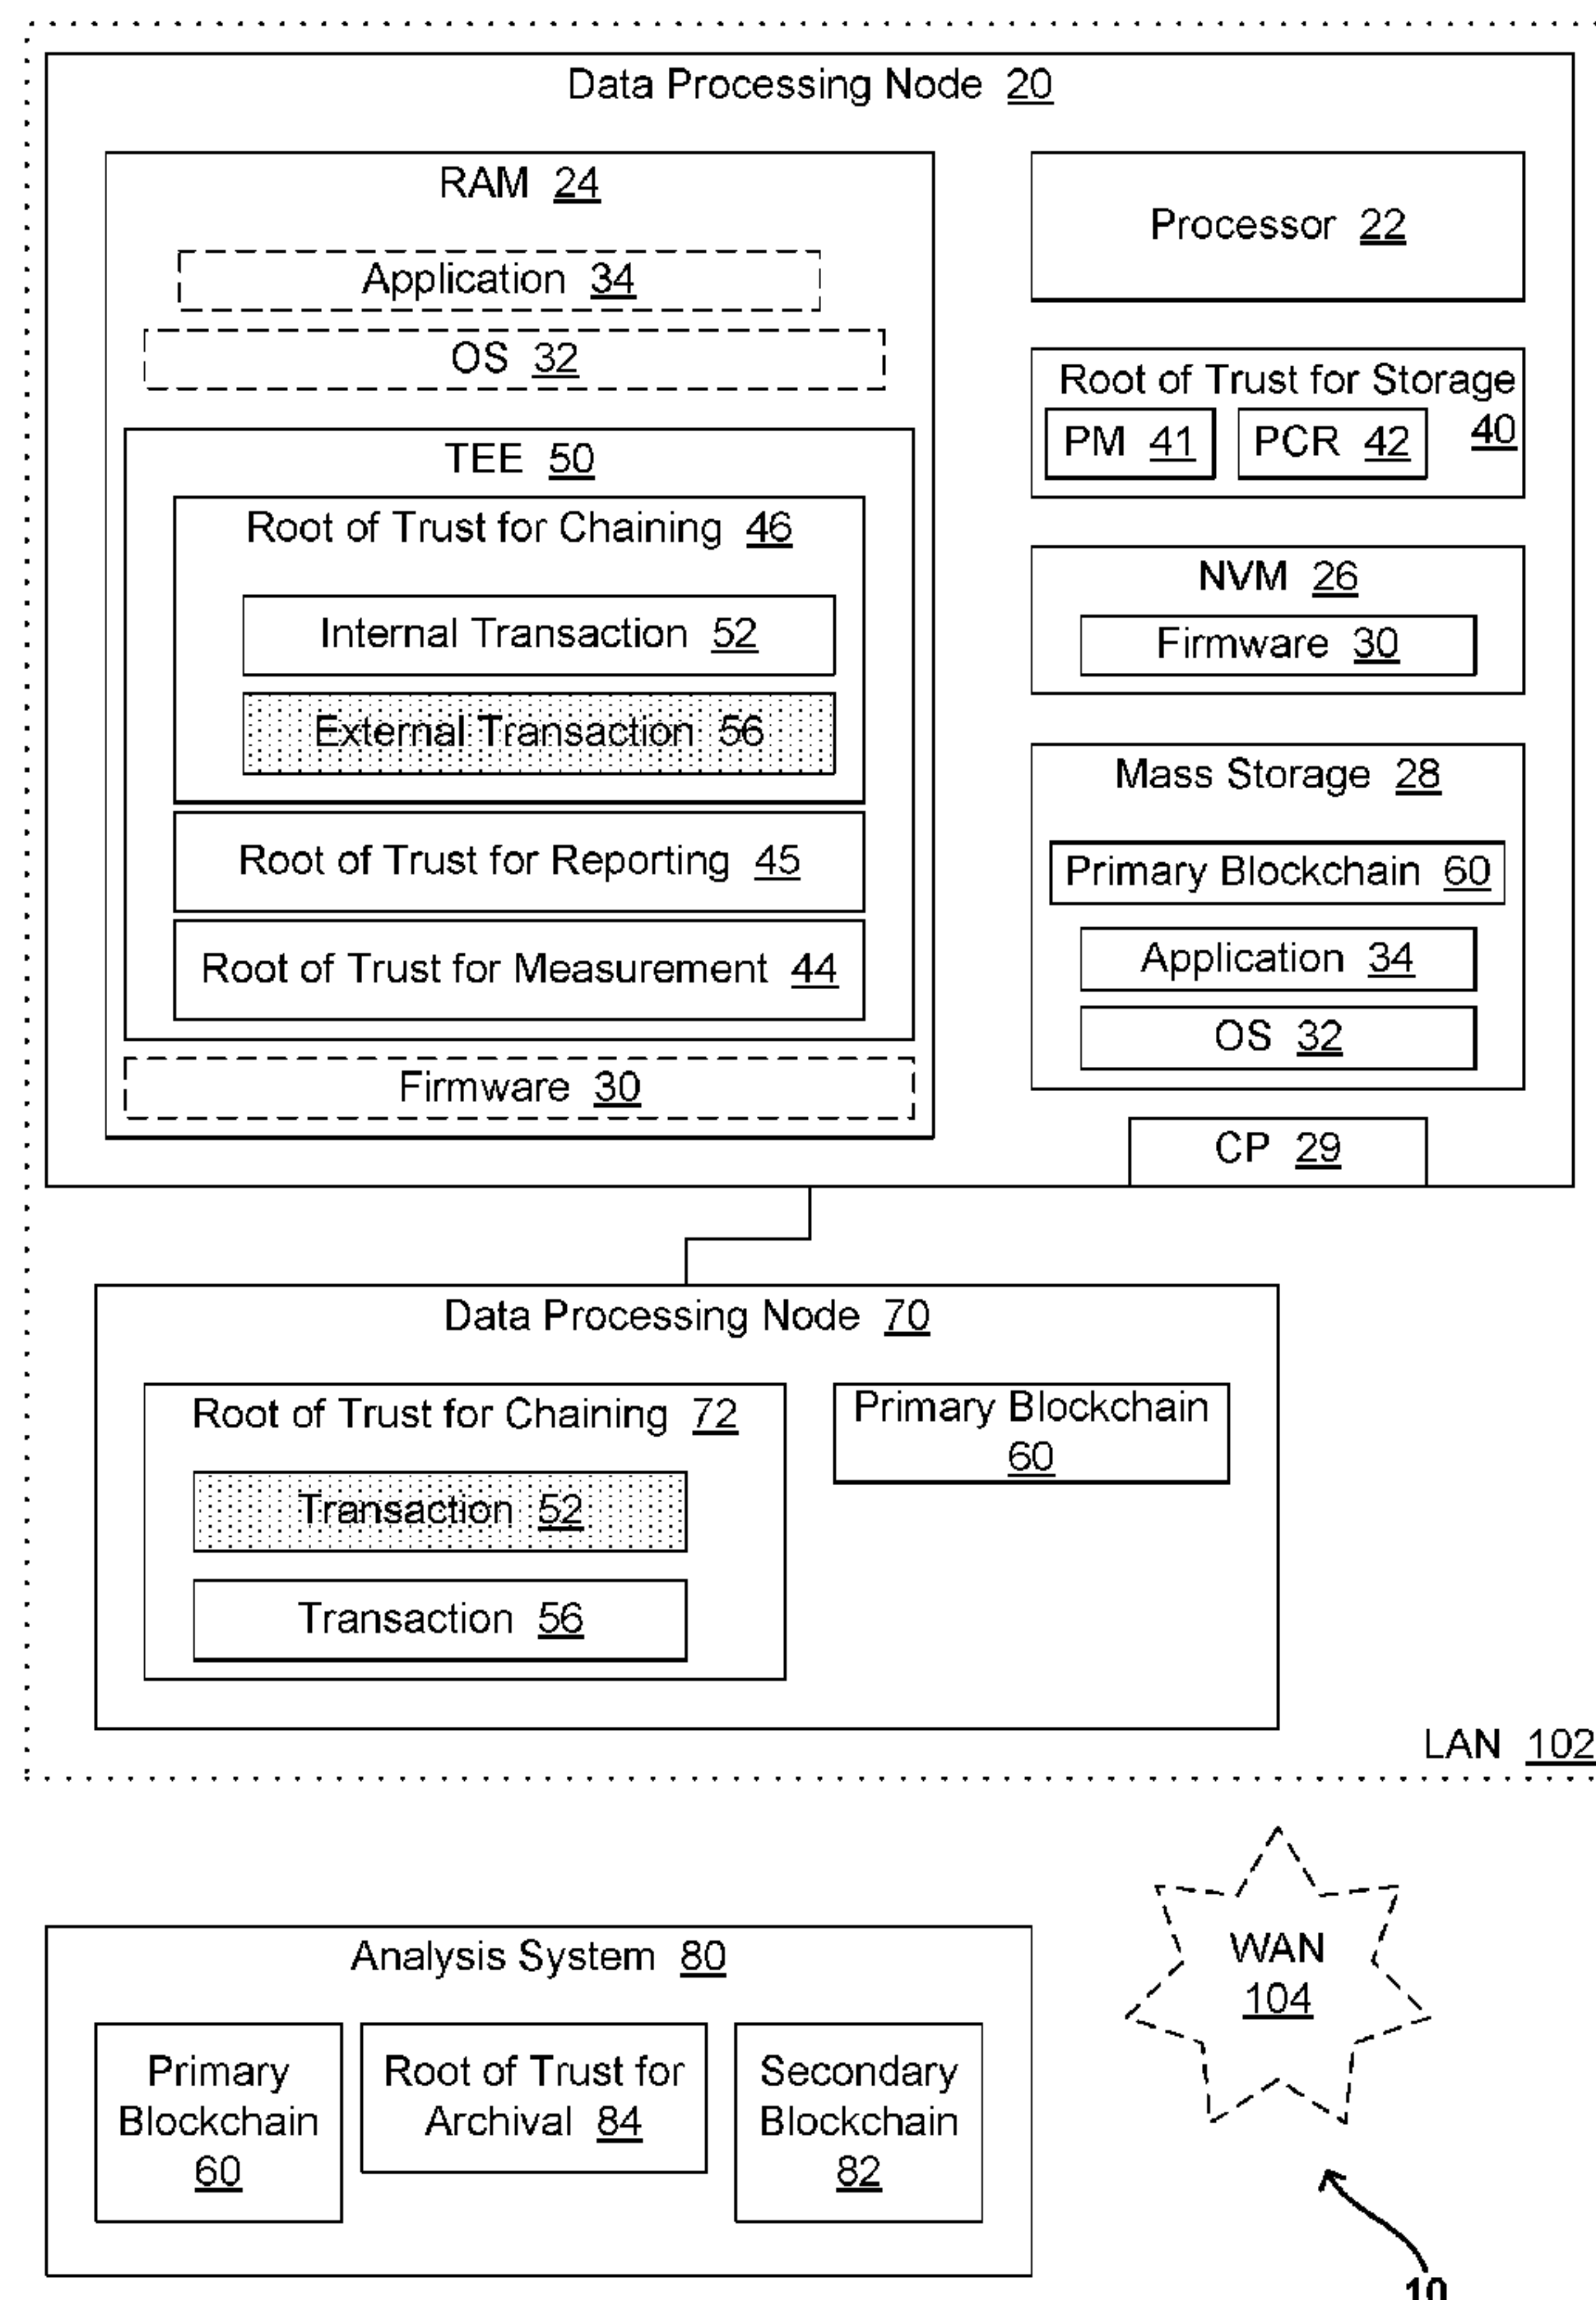 Data Processing Node 20
RAM 24
Application 34
OS 32
TEE 50
Root of Trust for Chaining 46
Internal Transaction 52
External Transaction 56
Root of Trust for Reporting 45
Root of Trust for Measurement 44
Firmware 30
Processor 22
Root of Trust for Storage
40
PM 41
PCR 42
NVM 26
Firmware 30
Mass Storage 28
Primary Blockchain 60
Application 34
OS 32
CP 29
Data Processing Node 70
Root of Trust for Chaining 72
Transaction 52
Transaction 56
Primary Blockchain
60
LAN 102
Analysis System 80
Primary
Blockchain
60
Root of Trust for
Archival 84
Secondary
Blockchain
82
WAN
104
10